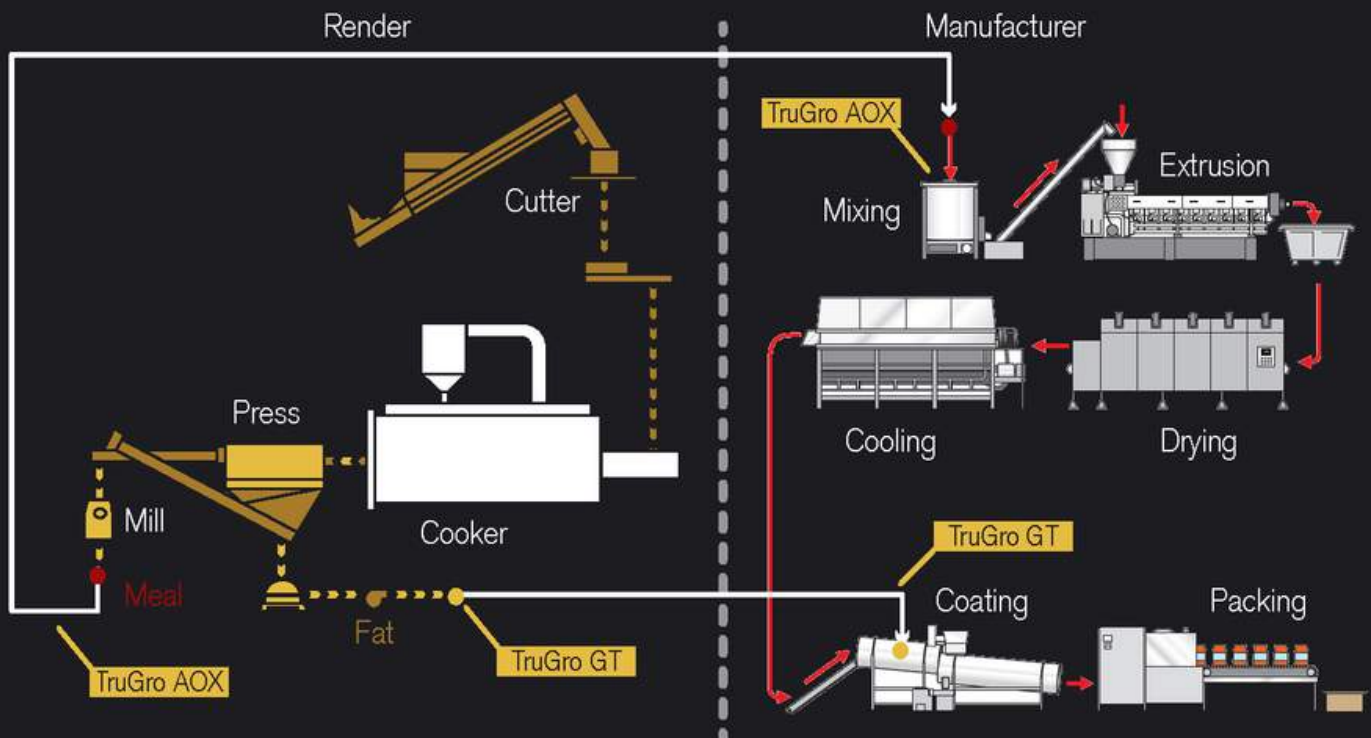 Render
Manufacturer
TruGro AOX
Cutter
Mixing
Extrusion
Press
Cooling
Drying
Mill
Cooker
Meal
Fat
TruGro GT
TruGro GT
Coating
Packing
TruGro AOX